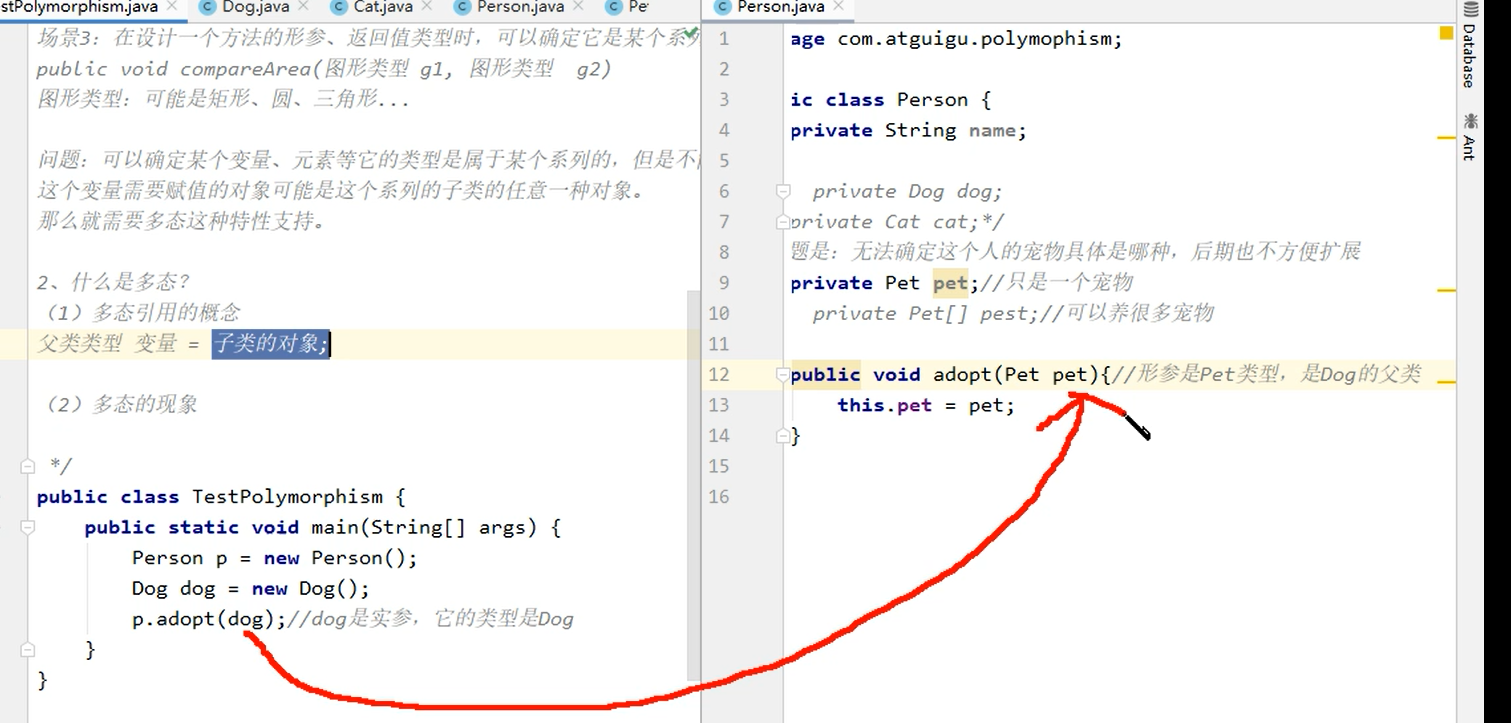 stPolymorphism.java
Dog.java
Cat.java
Person.java
Pe
场景3：在设计一个方法的形参、返回值类型时，可以确定它是某个系列
public void compareArea(图形类型 g1, 图形类型  g2)
图形类型：可能是矩形、圆、三角形...
问题：可以确定某个变量、元素等它的类型是属于某个系列的，但是不
这个变量需要赋值的对象可能是这个系列的子类的任意一种对象。
那么就需要多态这种特性支持。
2、什么是多态？
（1）多态引用的概念
父类类型 变量 = 子类的对象;
（2）多态的现象
*/
public class TestPolymorphism {
public static void main(String[] args) {
Person p = new Person();
Dog dog = new Dog();
p.adopt(dog);//dog是实参，它的类型是Dog
}
}
Person.java
1 age com.atguigu.polymophism;
2
3 ic class Person {
4 private String name;
5
6 private Dog dog;
7 private Cat cat;*/
8 题是：无法确定这个人的宠物具体是哪种，后期也不方便扩展
9 private Pet pet;//只是一个宠物
10 private Pet[] pest;//可以养很多宠物
11
12 public void adopt(Pet pet){//形参是Pet类型，是Dog的父类
13 this.pet = pet;
14 }
15
16
Database
Ant